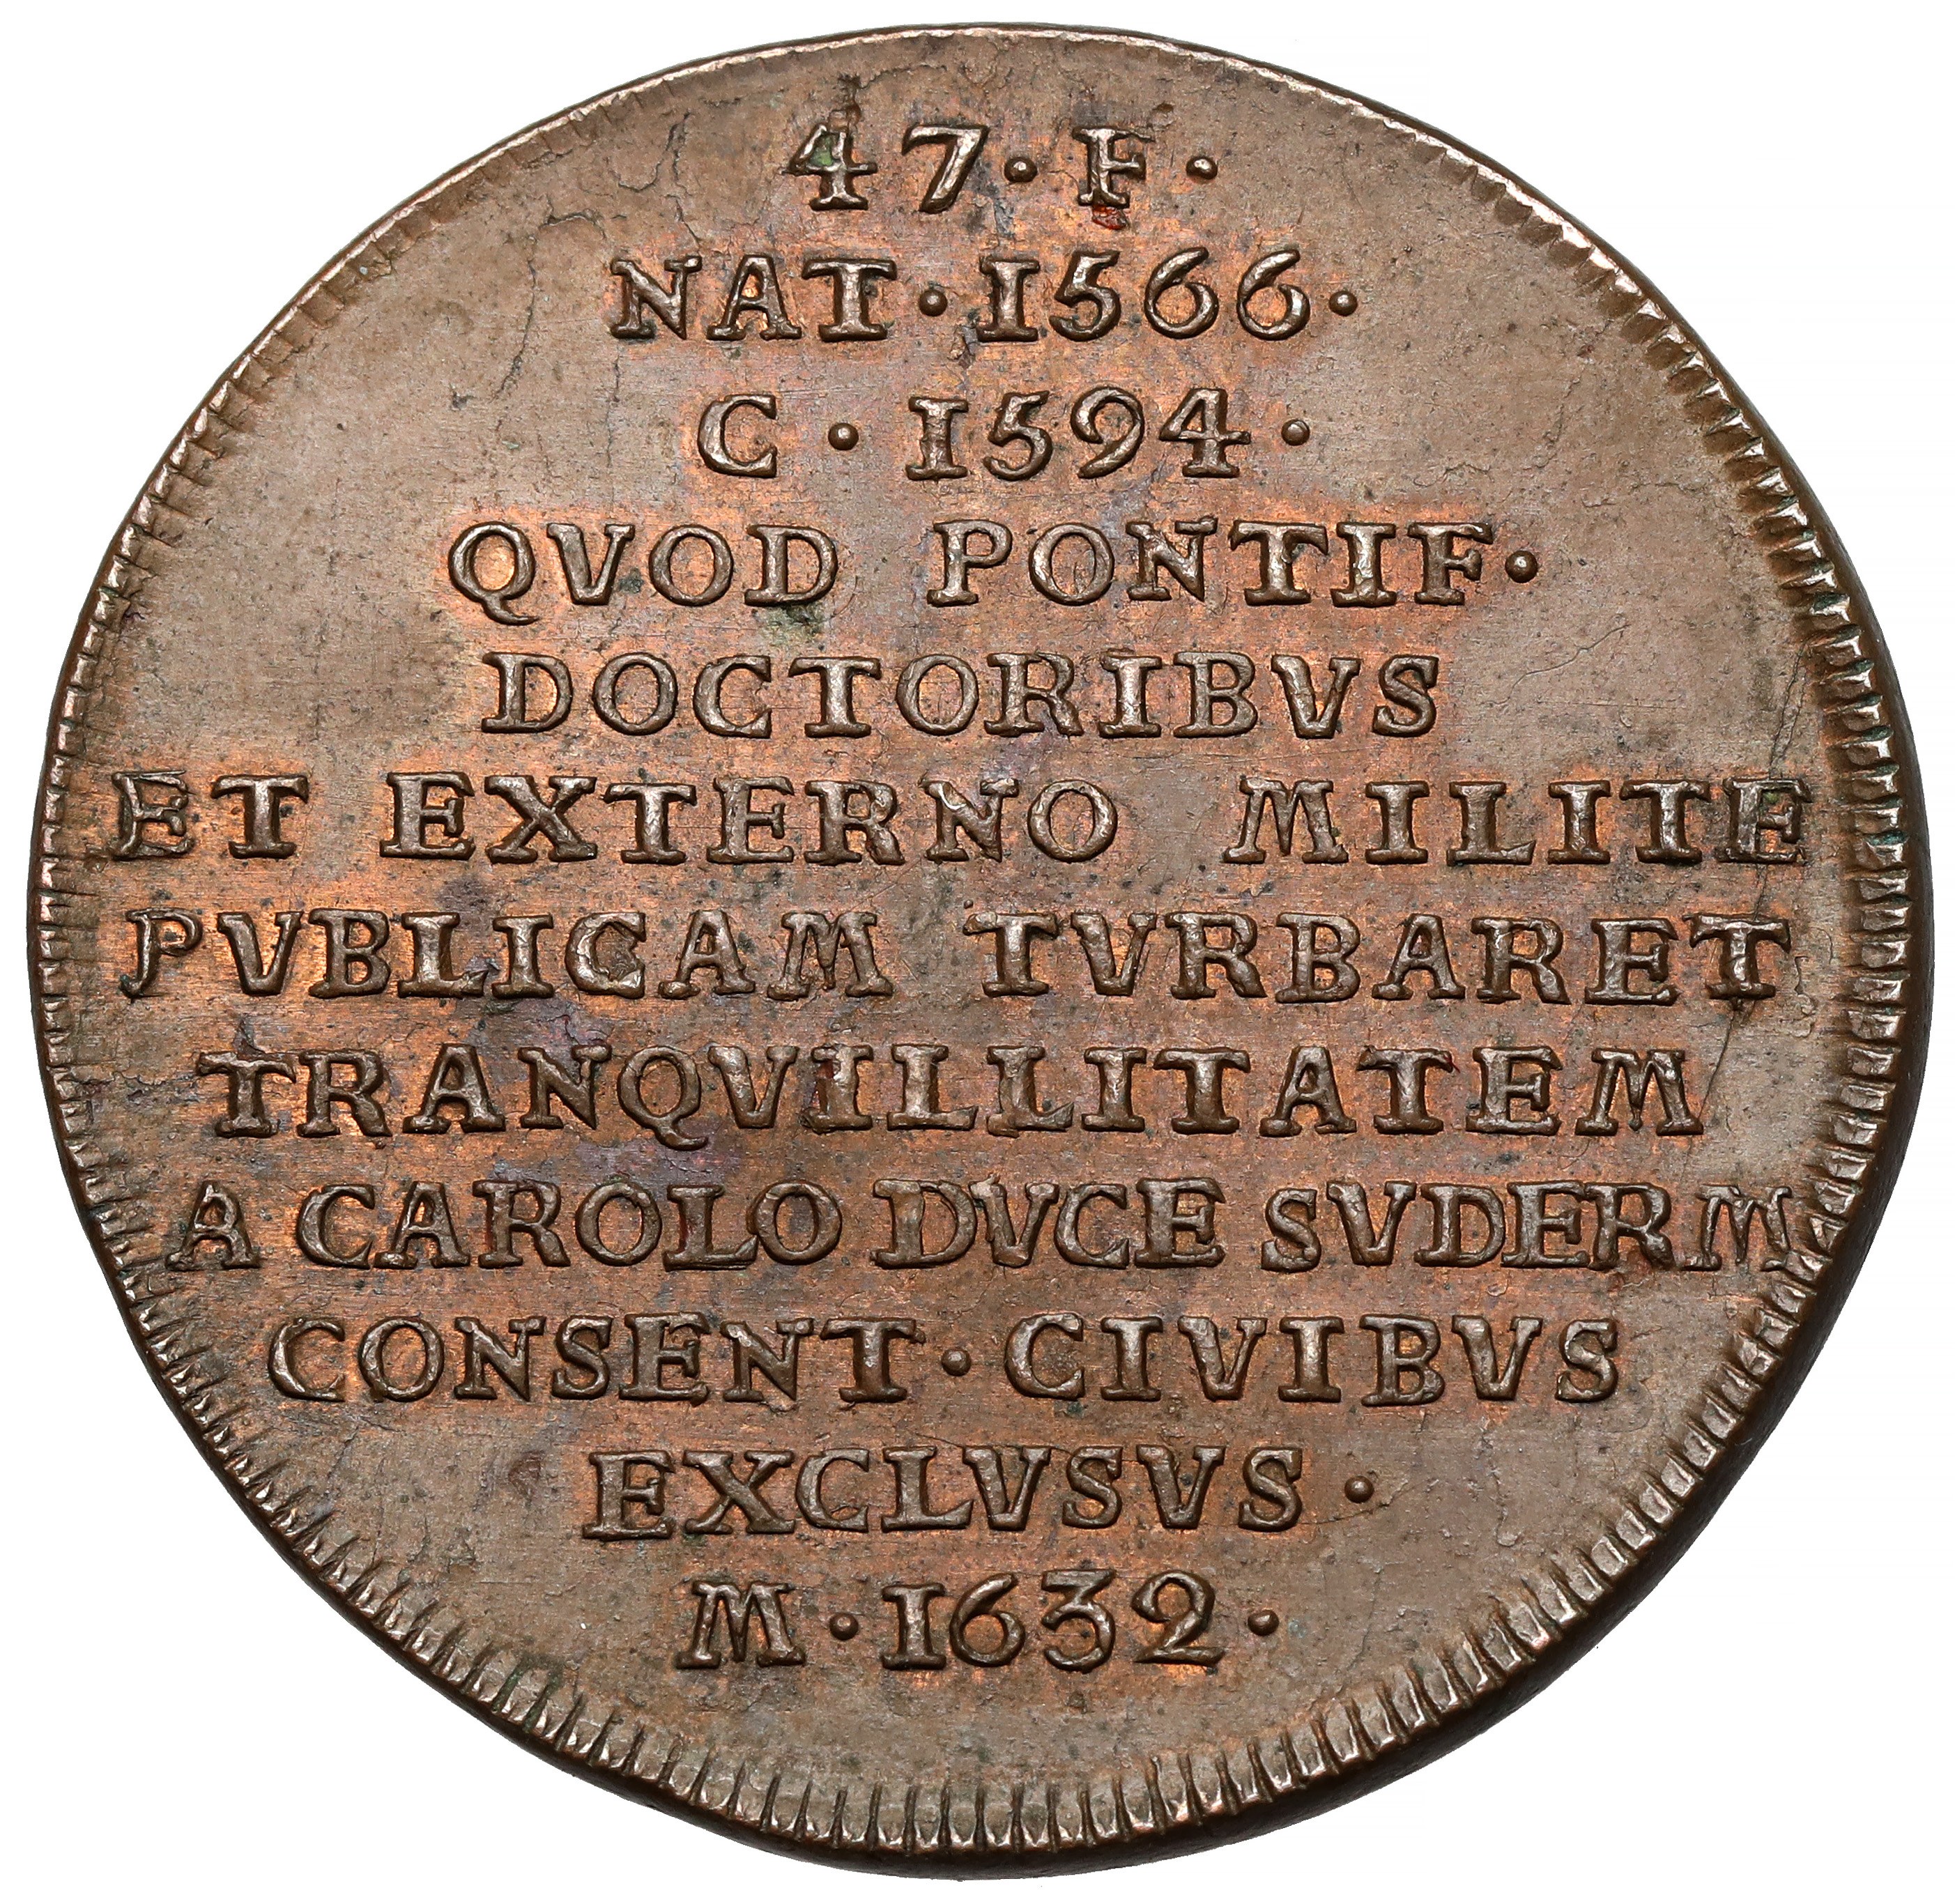 47 · F ·
NAT · 1566 ·
C · 1594 ·
QVOD PONTIF ·
DOCTORIBVS
ET EXTERNO MILITE
PVBLICAM TVRBARET
TRANQVILLITATEM
A CAROLO DVCE SVDERM
CONSENT · CIVIBVS
EXCLVSVS ·
M · 1632 ·